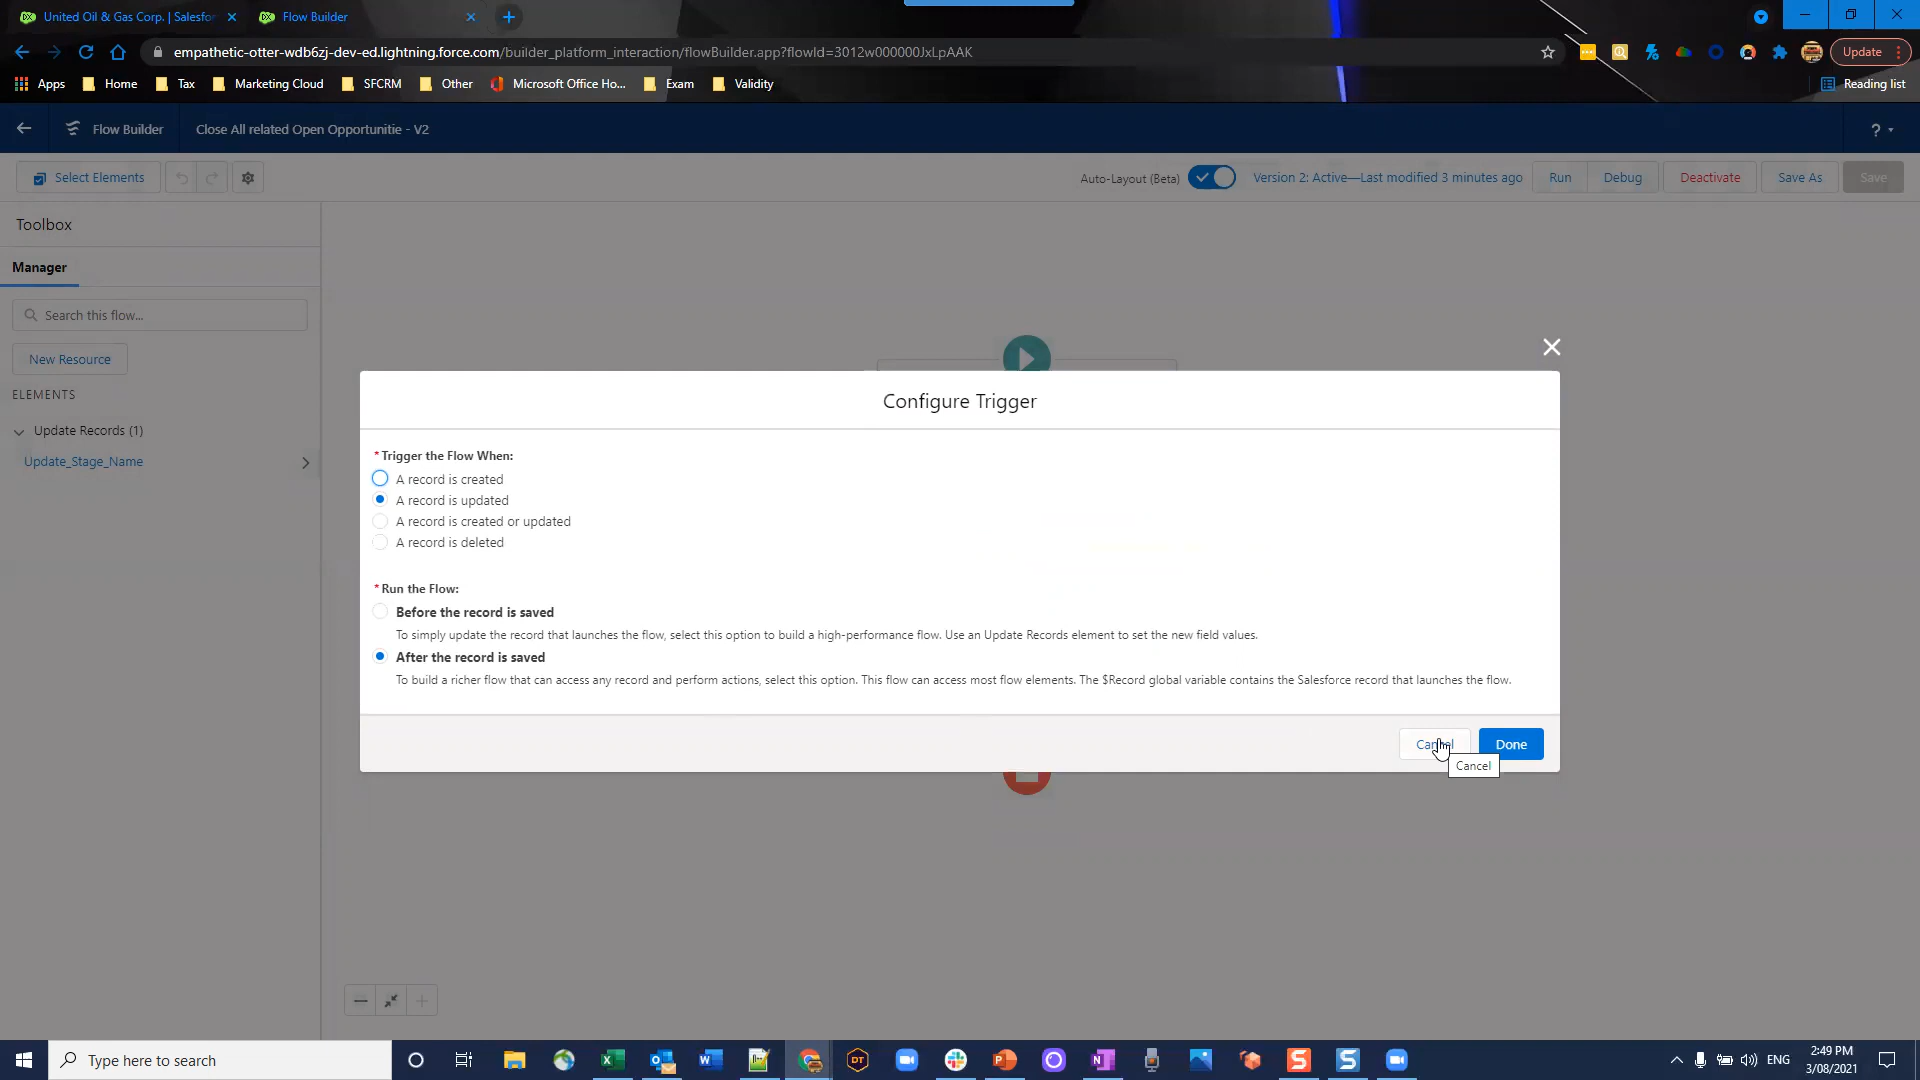 United Oil & Gas Corp. | Salesfor
Flow Builder
empathetic-otter-wdb6zj-dev-ed.lightning.force.com/builder_platform_interaction/flowBuilder.app?flowId=3012w000000JxLpAAK
Update
Apps
Home
Tax
Marketing Cloud
SFCRM
Other
Microsoft Office Ho...
Exam
Validity
Reading list
Flow Builder
Close All related Open Opportunitie - V2
?
Select Elements
Auto-Layout (Beta)
Version 2: Active—Last modified 3 minutes ago
Run
Debug
Deactivate
Save As
Save
Toolbox
Manager
Search this flow...
New Resource
ELEMENTS
Update Records (1)
Update_Stage_Name
Configure Trigger
*Trigger the Flow When:
A record is created
A record is updated
A record is created or updated
A record is deleted
*Run the Flow:
Before the record is saved
To simply update the record that launches the flow, select this option to build a high-performance flow. Use an Update Records element to set the new field values.
After the record is saved
To build a richer flow that can access any record and perform actions, select this option. This flow can access most flow elements. The $Record global variable contains the Salesforce record that launches the flow.
Cancel
Done
Cancel
Type here to search
DT
ENG
2:49 PM
3/08/2021